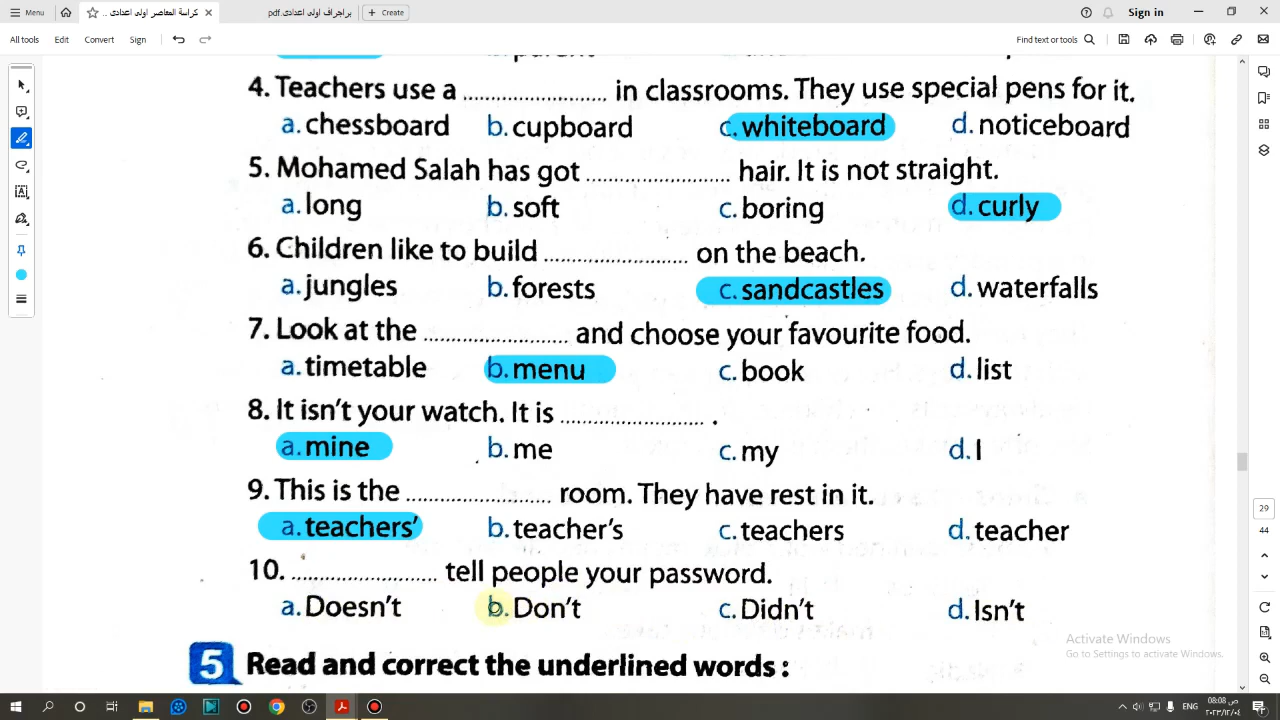 Menu
كراسة المعاصر اولى اعدادى ..
براجراف اولى اعدادى.pdf
Create
Sign in
All tools Edit Convert Sign
Find text or tools
4. Teachers use a ........................ in classrooms. They use special pens for it.
a. chessboard b. cupboard c. whiteboard d. noticeboard
5. Mohamed Salah has got ........................ hair. It is not straight.
a. long b. soft c. boring d. curly
6. Children like to build ........................ on the beach.
a. jungles b. forests c. sandcastles d. waterfalls
7. Look at the ........................ and choose your favourite food.
a. timetable b. menu c. book d. list
8. It isn't your watch. It is ........................ .
a. mine b. me c. my d. I
9. This is the ........................ room. They have rest in it.
a. teachers' b. teacher's c. teachers d. teacher
10. ........................ tell people your password.
a. Doesn't b. Don't c. Didn't d. Isn't
5 Read and correct the underlined words :
29
44
Activate Windows
Go to Settings to activate Windows.
ENG
08:08 ص
٢٠٢٣/١٢/٠٤